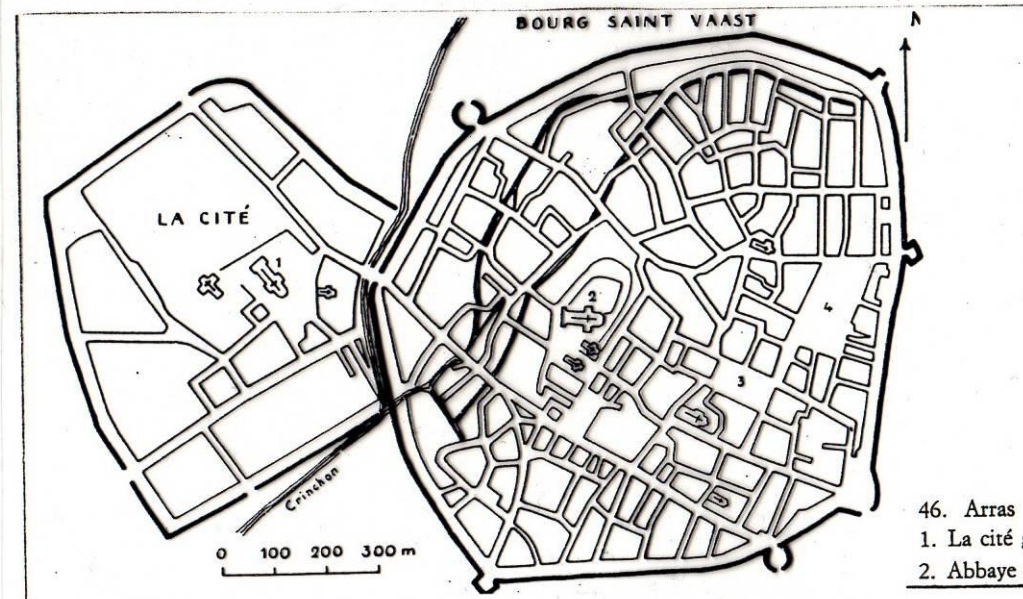 BOURG SAINT VAAST
N
LA CITÉ
1
2
4
3
Crinchon
0 100 200 300 m
46. Arras
1. La cité
2. Abbaye